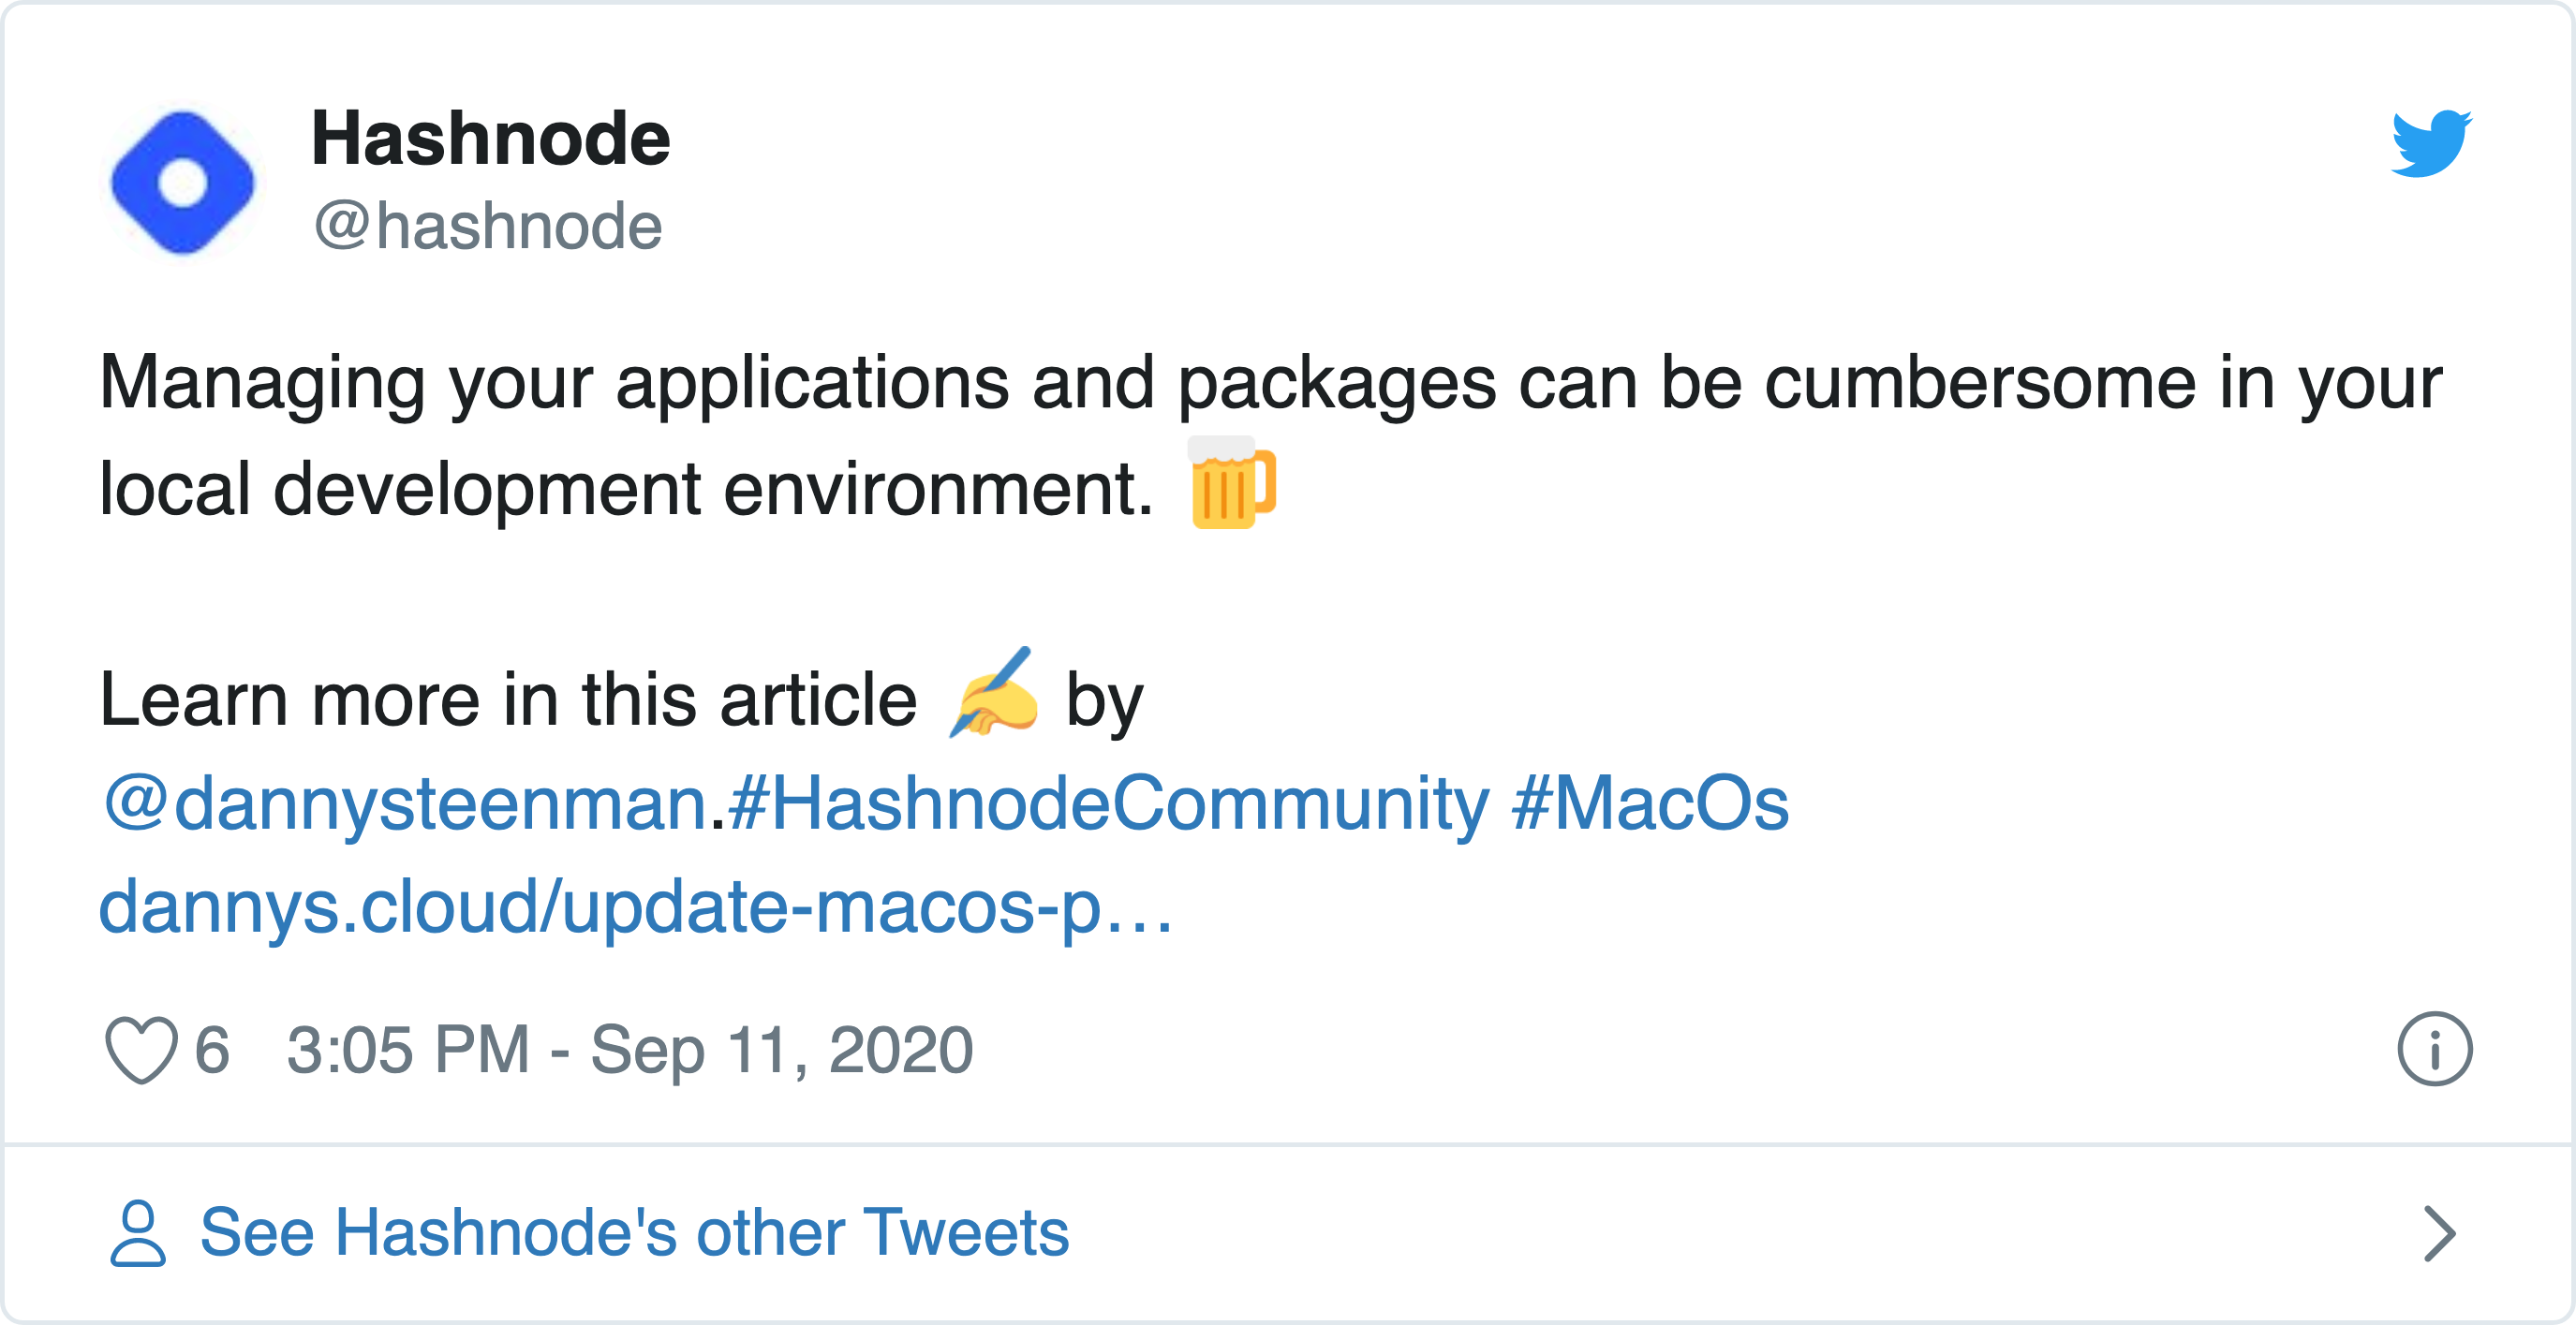 Hashnode
@hashnode
Managing your applications and packages can be cumbersome in your
local development environment. 🍺
Learn more in this article ✍️ by
@dannysteenman.#HashnodeCommunity #MacOs
dannys.cloud/update-macos-p…
6 3:05 PM - Sep 11, 2020
See Hashnode's other Tweets